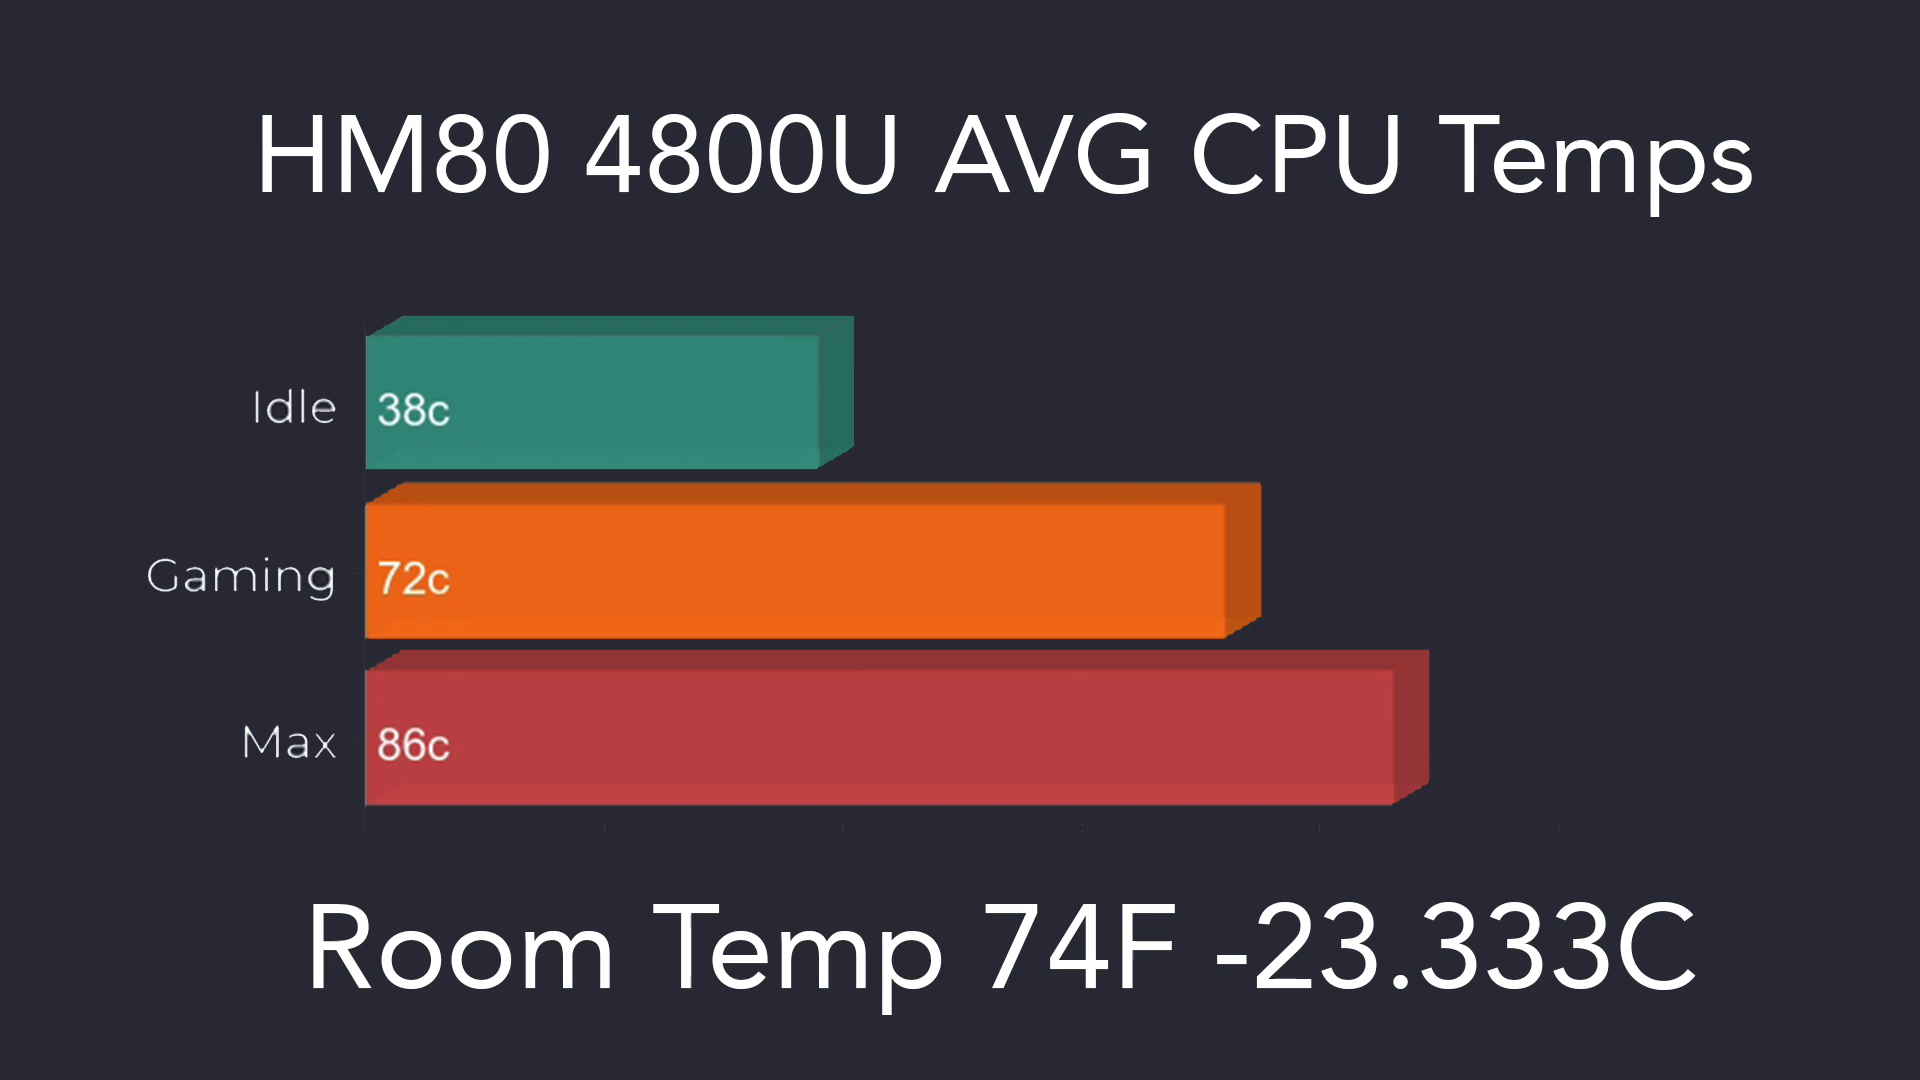 HM80 4800U AVG CPU Temps
Idle 38c
Gaming 72c
Max 86c
Room Temp 74F -23.333C